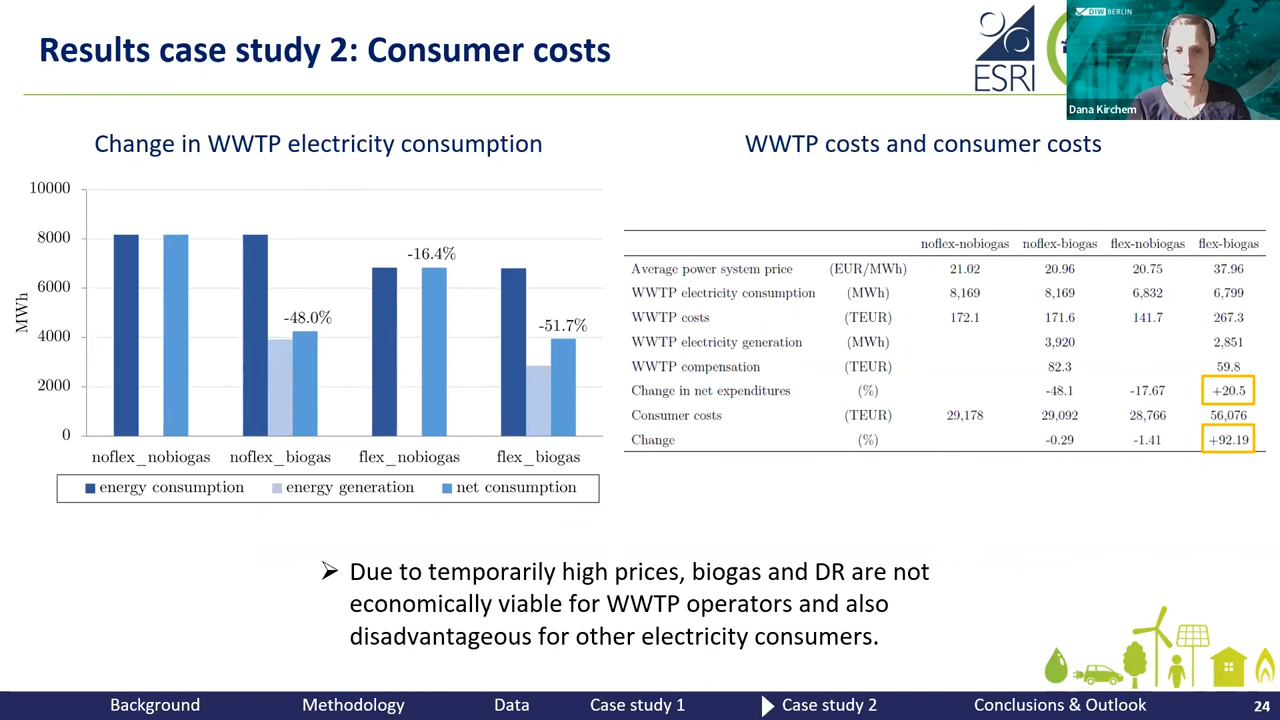 Results case study 2: Consumer costs
ESRI
DIW BERLIN
Dana Kirchem
Change in WWTP electricity consumption
10000
8000
6000
4000
2000
0
MWh
-48.0%
-16.4%
-51.7%
noflex_nobiogas noflex_biogas flex_nobiogas flex_biogas
energy consumption energy generation net consumption
WWTP costs and consumer costs
noflex-nobiogas noflex-biogas flex-nobiogas flex-biogas
Average power system price (EUR/MWh) 21.02 20.96 20.75 37.96
WWTP electricity consumption (MWh) 8,169 8,169 6,832 6,799
WWTP costs (TEUR) 172.1 171.6 141.7 267.3
WWTP electricity generation (MWh) 3,920 2,851
WWTP compensation (TEUR) 82.3 59.8
Change in net expenditures (%) -48.1 -17.67 +20.5
Consumer costs (TEUR) 29,178 29,092 28,766 56,076
Change (%) -0.29 -1.41 +92.19
Due to temporarily high prices, biogas and DR are not
economically viable for WWTP operators and also
disadvantageous for other electricity consumers.
Background Methodology Data Case study 1 Case study 2 Conclusions & Outlook 24